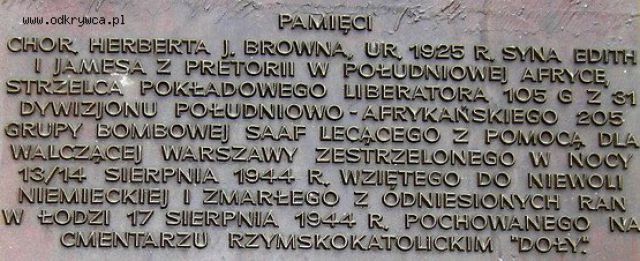 www.odkrywca.pl
PAMIĘCI
CHOR. HERBERTA J. BROWNA, UR. 1925 R. SYNA EDITH
I JAMESA Z PRETORII W POŁUDNIOWEJ AFRYCE,
STRZELCA POKŁADOWEGO LIBERATORA 105 G Z 31
DYWIZJONU POŁUDNIOWO-AFRYKAŃSKIEGO 205
GRUPY BOMBOWEJ SAAF LECĄCEGO Z POMOCĄ DLA
WALCZĄCEJ WARSZAWY ZESTRZELONEGO W NOCY
13/14 SIERPNIA 1944 R. WZIĘTEGO DO NIEWOLI
NIEMIECKIEJ I ZMARŁEGO Z ODNIESIONYCH RAN
W ŁODZI 17 SIERPNIA 1944 R. POCHOWANEGO NA
CMENTARZU RZYMSKOKATOLICKIM "DOŁY".